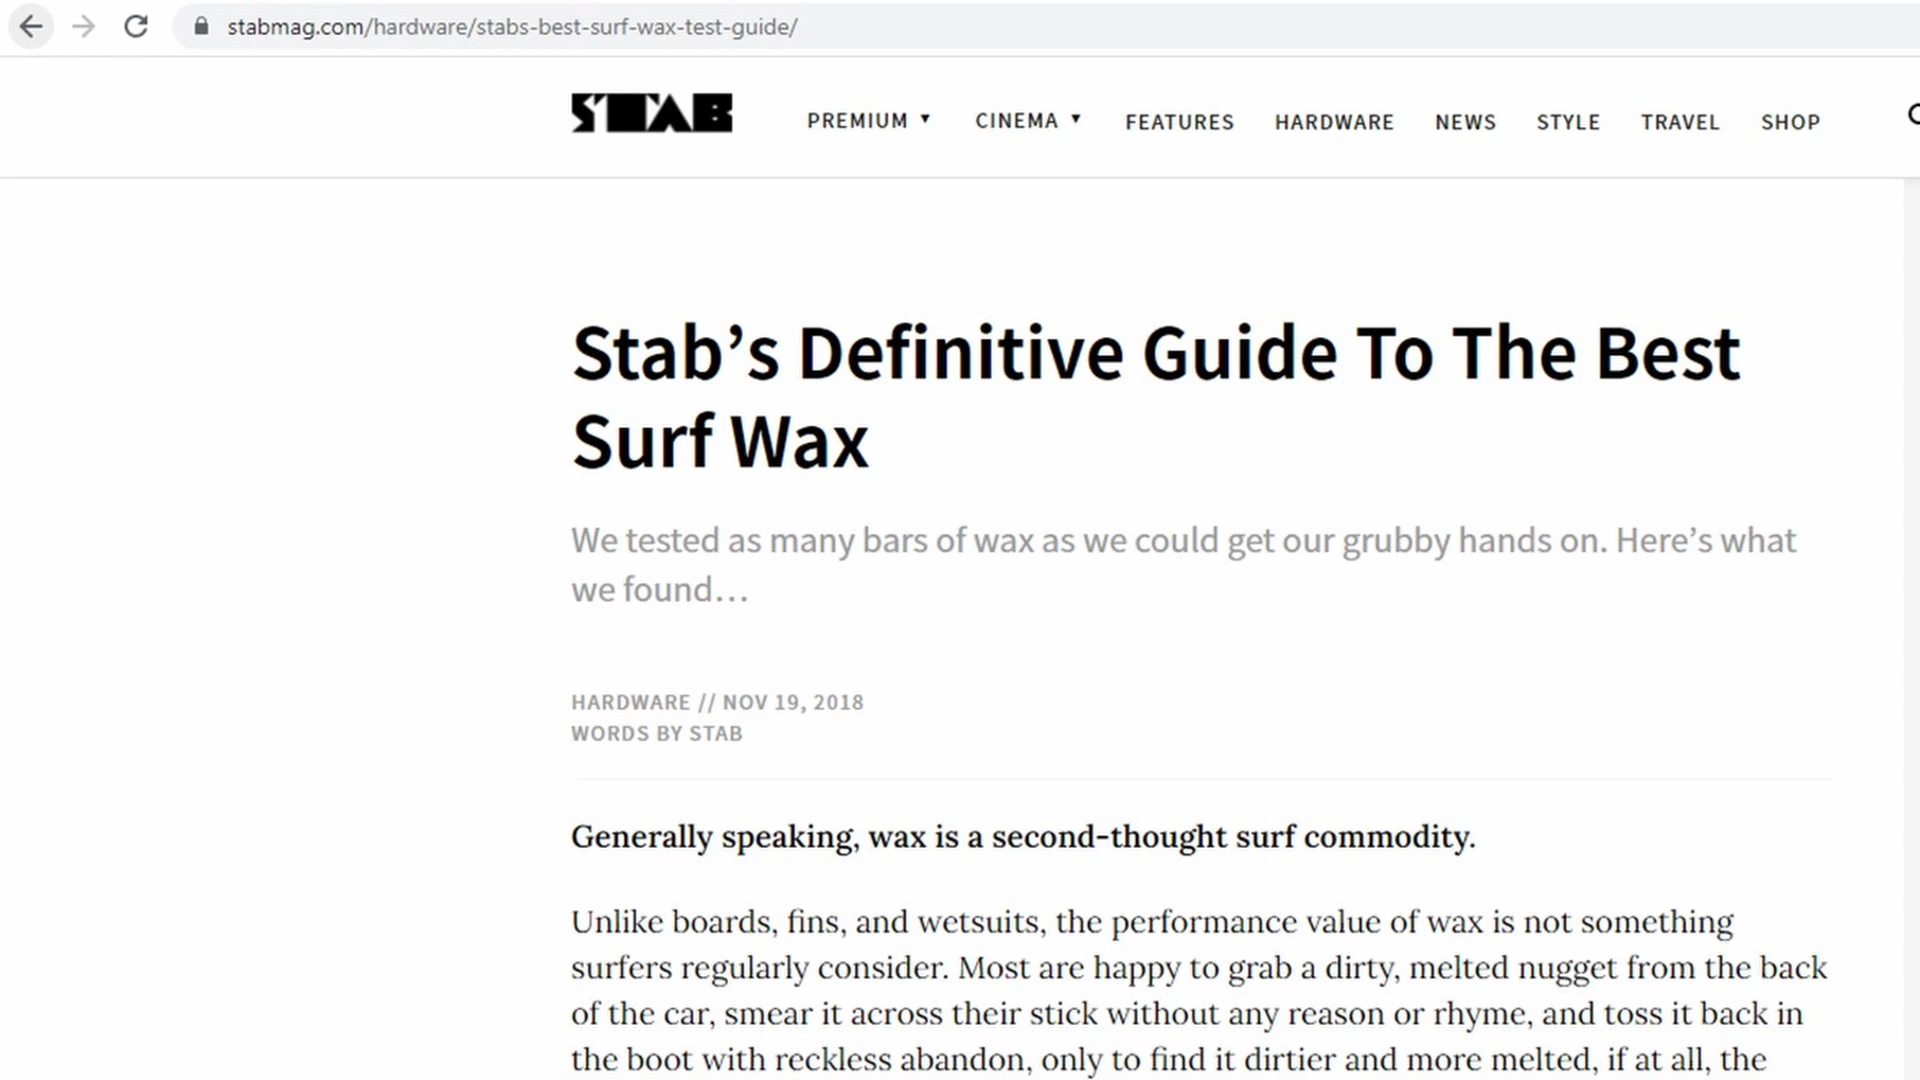 stabmag.com/hardware/stabs-best-surf-wax-test-guide/
STAB PREMIUM ▼ CINEMA ▼ FEATURES HARDWARE NEWS STYLE TRAVEL SHOP
Stab’s Definitive Guide To The Best
Surf Wax
We tested as many bars of wax as we could get our grubby hands on. Here’s what
we found…
HARDWARE // NOV 19, 2018
WORDS BY STAB
Generally speaking, wax is a second-thought surf commodity.
Unlike boards, fins, and wetsuits, the performance value of wax is not something
surfers regularly consider. Most are happy to grab a dirty, melted nugget from the back
of the car, smear it across their stick without any reason or rhyme, and toss it back in
the boot with reckless abandon, only to find it dirtier and more melted, if at all, the